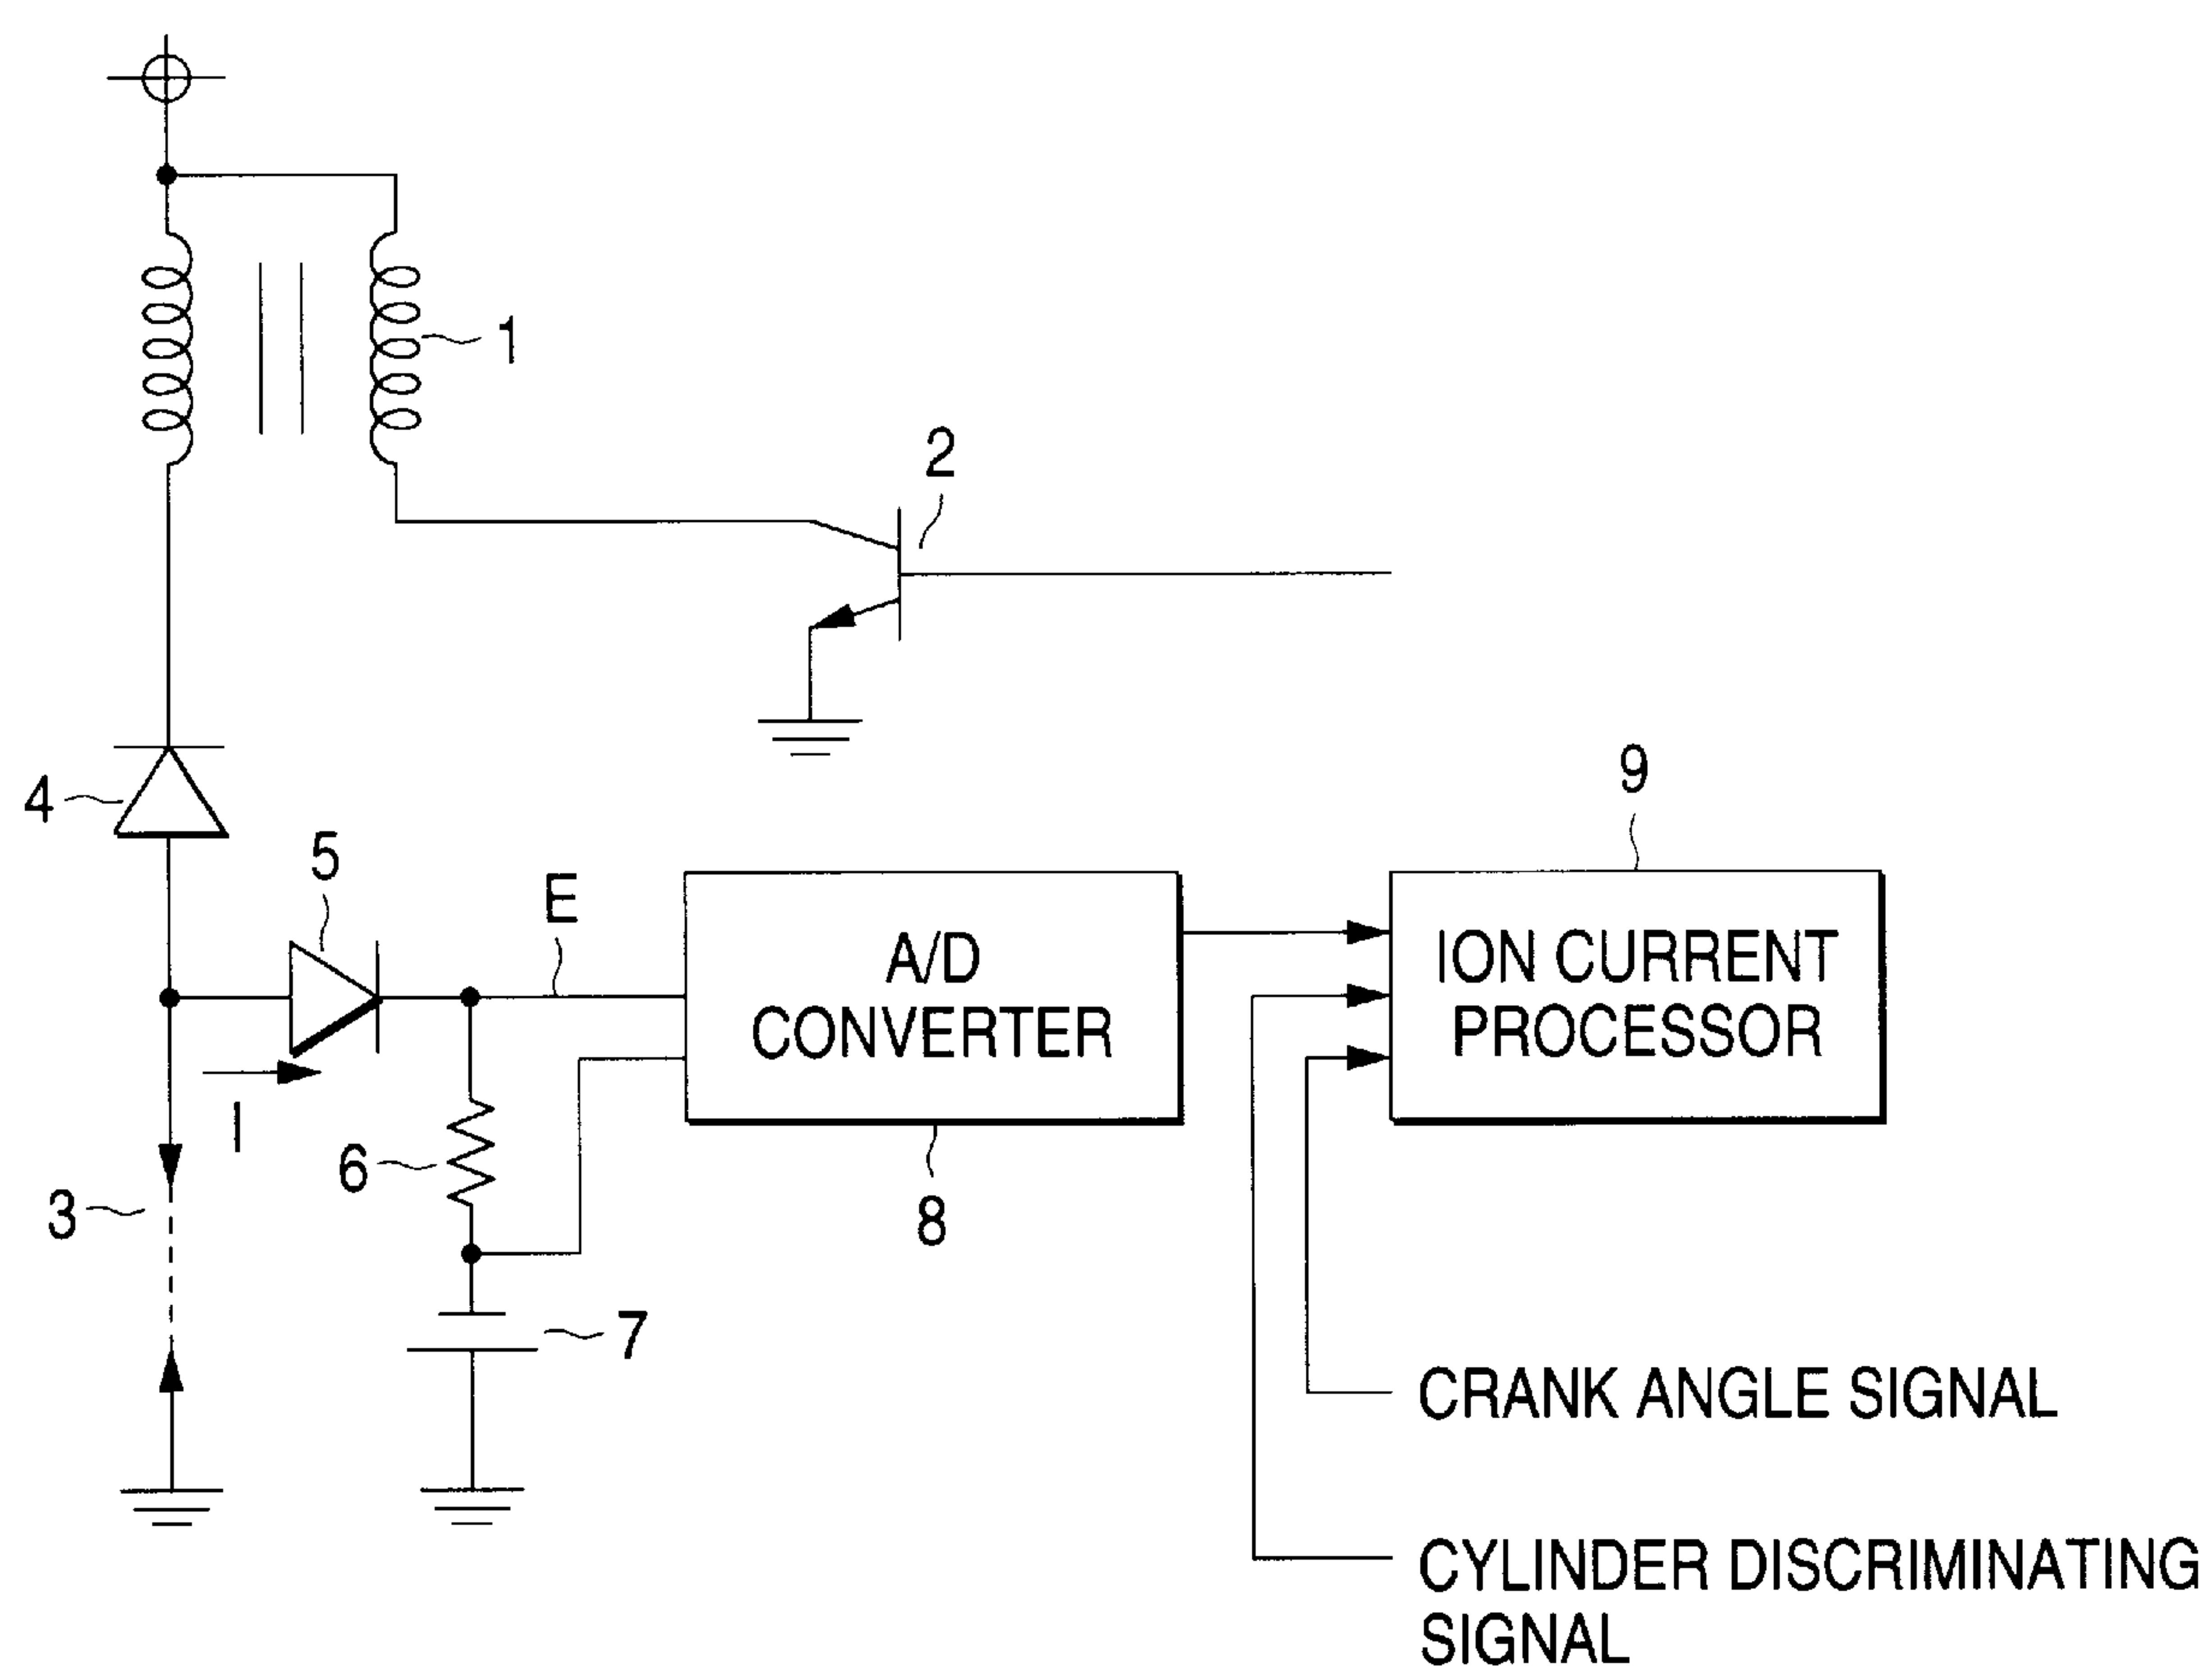 1
2
4
5
E
9
A/D
CONVERTER
ION CURRENT
PROCESSOR
I
6
3
8
7
CRANK ANGLE SIGNAL
CYLINDER DISCRIMINATING
SIGNAL